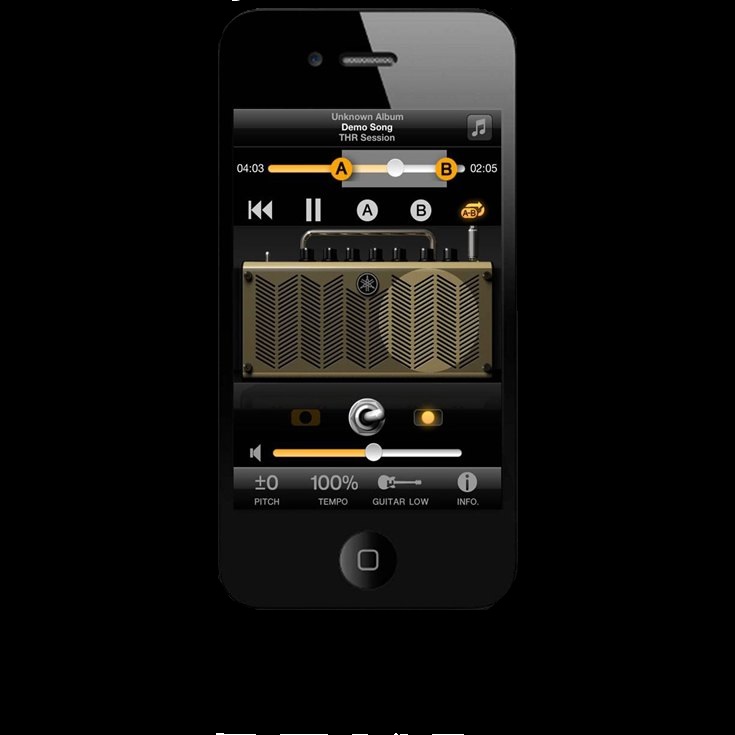 Unknown Album
Demo Song
THR Session
04:03 A B 02:05
A B A-B
±0 100%
PITCH TEMPO GUITAR LOW INFO.